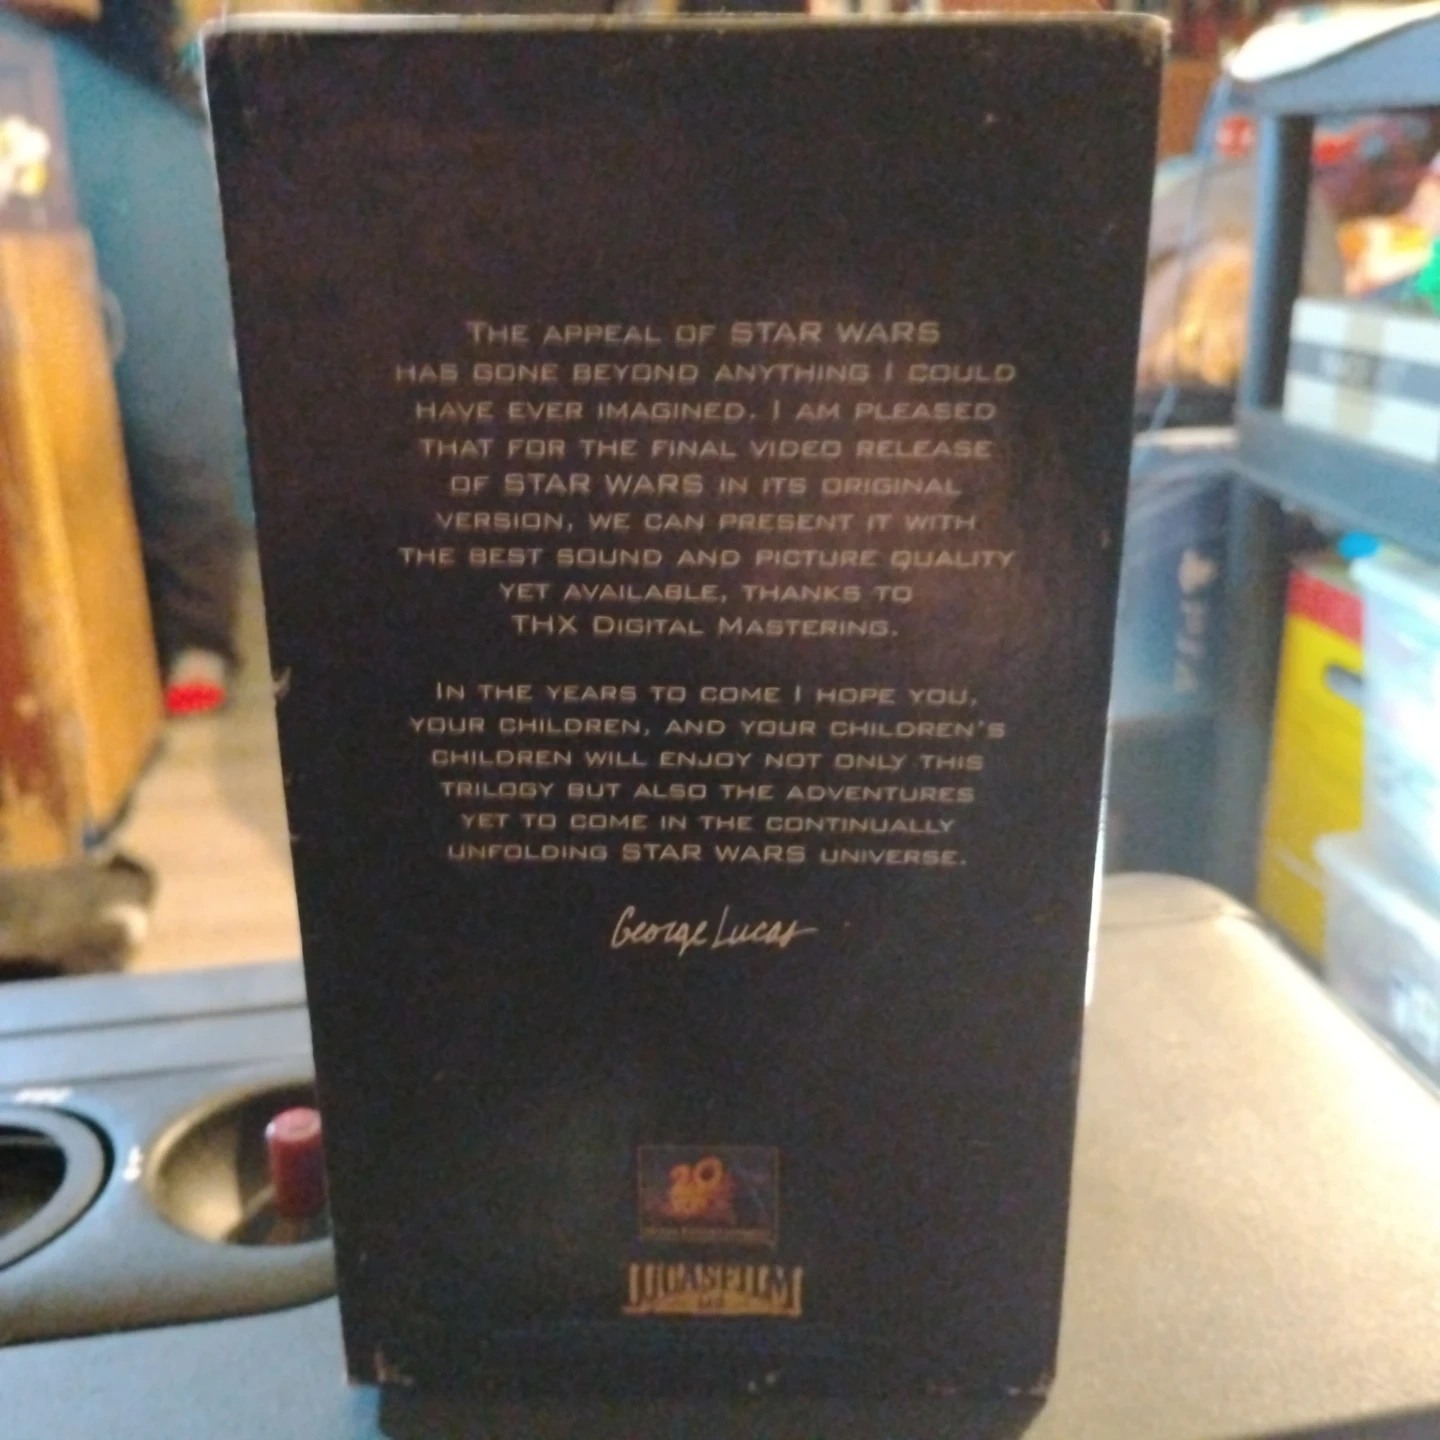 THE APPEAL OF STAR WARS
HAS GONE BEYOND ANYTHING I COULD
HAVE EVER IMAGINED. I AM PLEASED
THAT FOR THE FINAL VIDEO RELEASE
OF STAR WARS IN ITS ORIGINAL
VERSION, WE CAN PRESENT IT WITH
THE BEST SOUND AND PICTURE QUALITY
YET AVAILABLE, THANKS TO
THX DIGITAL MASTERING.
IN THE YEARS TO COME I HOPE YOU,
YOUR CHILDREN, AND YOUR CHILDREN'S
CHILDREN WILL ENJOY NOT ONLY THIS
TRILOGY BUT ALSO THE ADVENTURES
YET TO COME IN THE CONTINUALLY
UNFOLDING STAR WARS UNIVERSE.
George Lucas
20
LUCASFILM